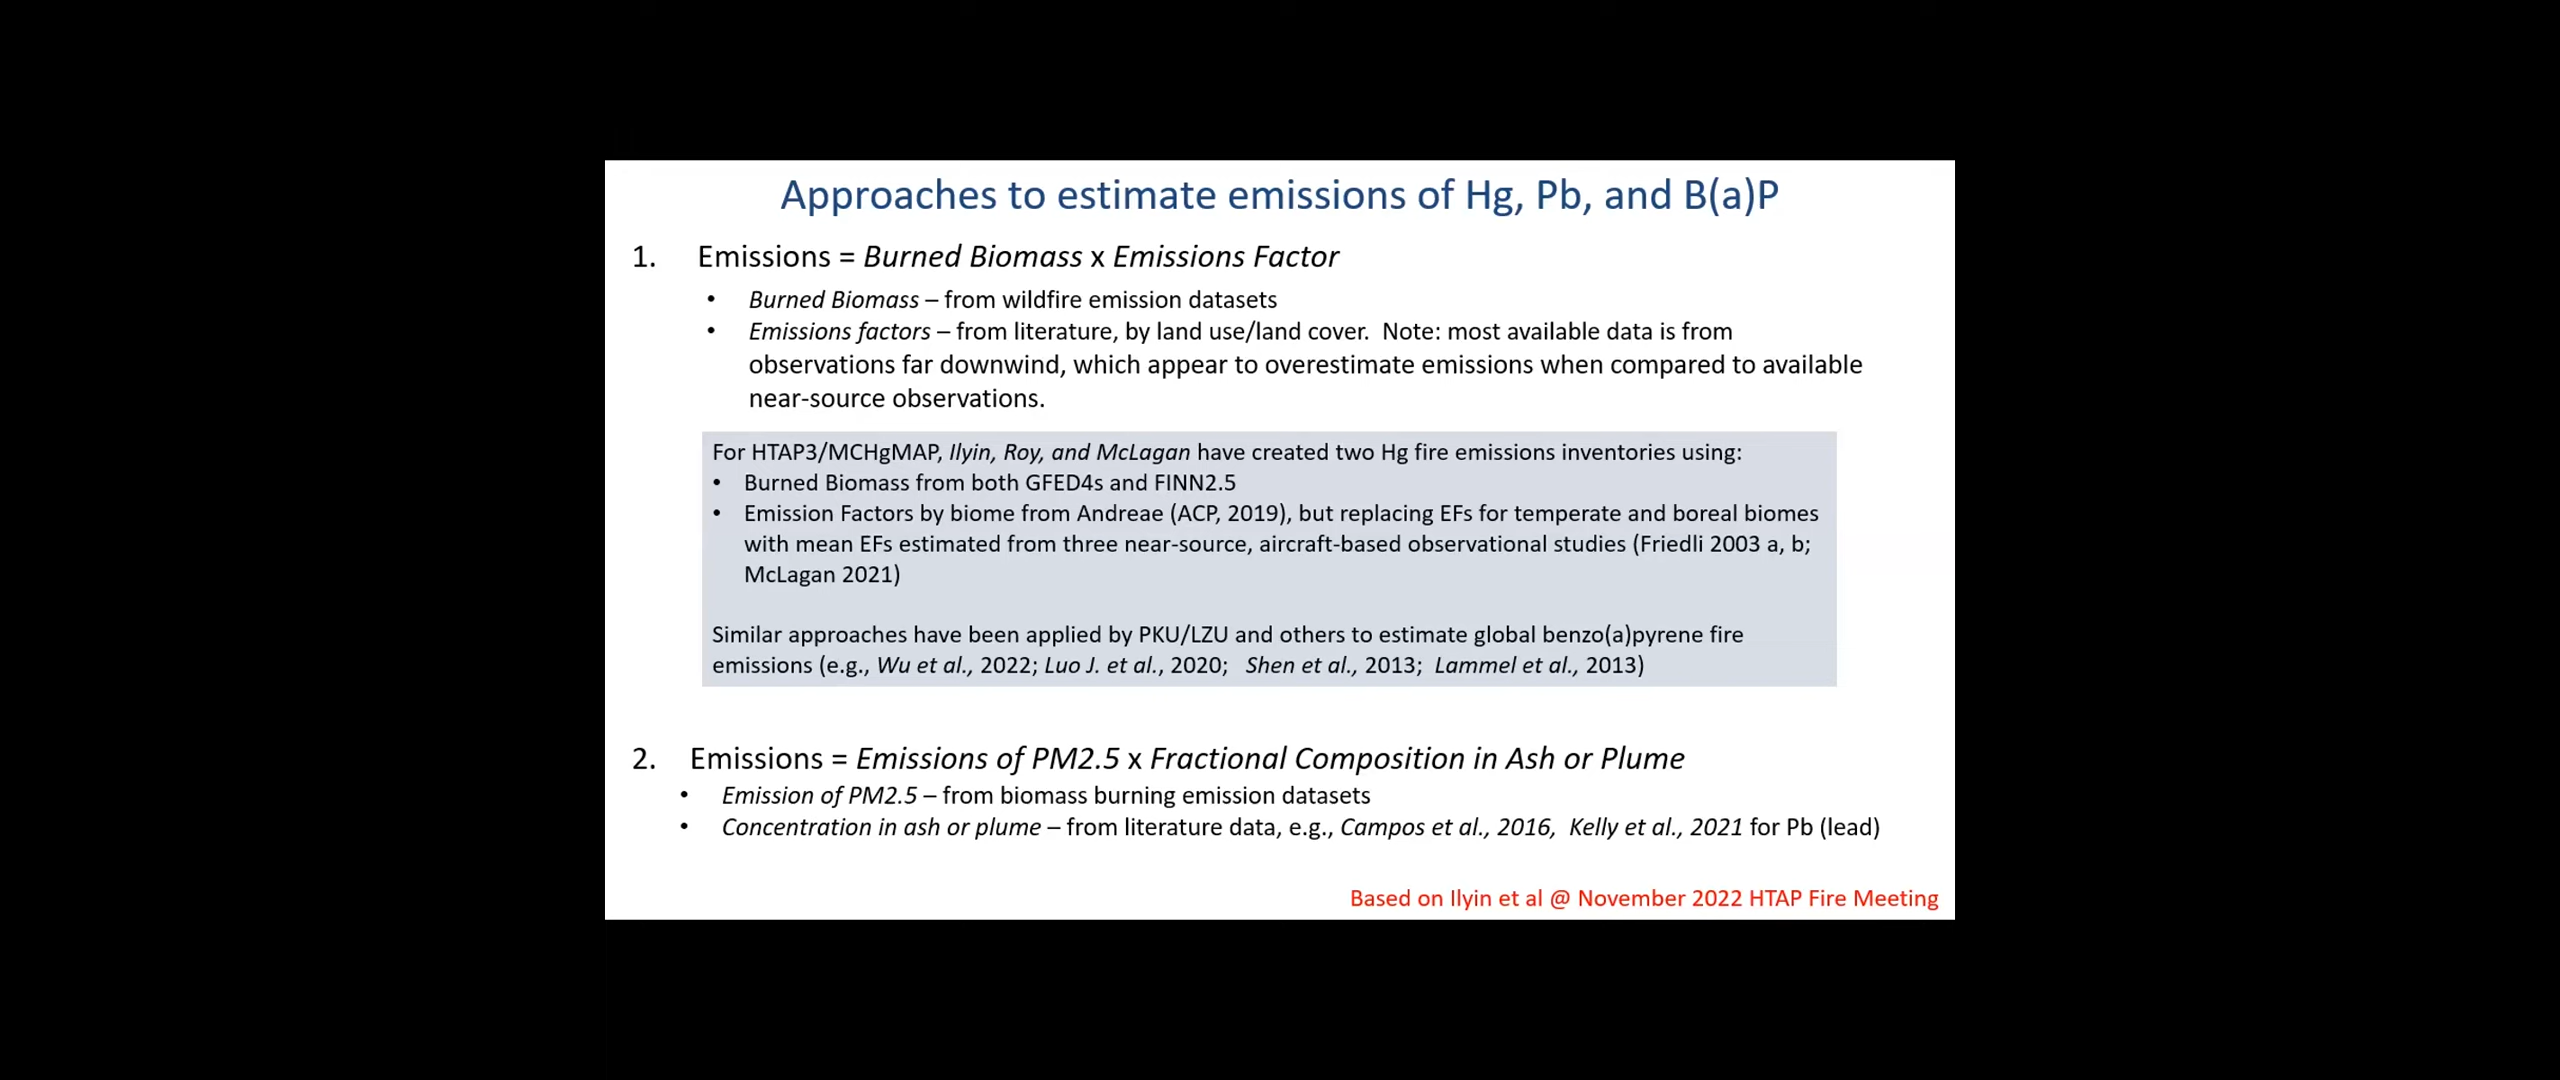 Approaches to estimate emissions of Hg, Pb, and B(a)P
1. Emissions = Burned Biomass x Emissions Factor
• Burned Biomass – from wildfire emission datasets
• Emissions factors – from literature, by land use/land cover. Note: most available data is from
observations far downwind, which appear to overestimate emissions when compared to available
near-source observations.
For HTAP3/MCHgMAP, Ilyin, Roy, and McLagan have created two Hg fire emissions inventories using:
• Burned Biomass from both GFED4s and FINN2.5
• Emission Factors by biome from Andreae (ACP, 2019), but replacing EFs for temperate and boreal biomes
with mean EFs estimated from three near-source, aircraft-based observational studies (Friedli 2003 a, b;
McLagan 2021)
Similar approaches have been applied by PKU/LZU and others to estimate global benzo(a)pyrene fire
emissions (e.g., Wu et al., 2022; Luo J. et al., 2020; Shen et al., 2013; Lammel et al., 2013)
2. Emissions = Emissions of PM2.5 x Fractional Composition in Ash or Plume
• Emission of PM2.5 – from biomass burning emission datasets
• Concentration in ash or plume – from literature data, e.g., Campos et al., 2016, Kelly et al., 2021 for Pb (lead)
Based on Ilyin et al @ November 2022 HTAP Fire Meeting